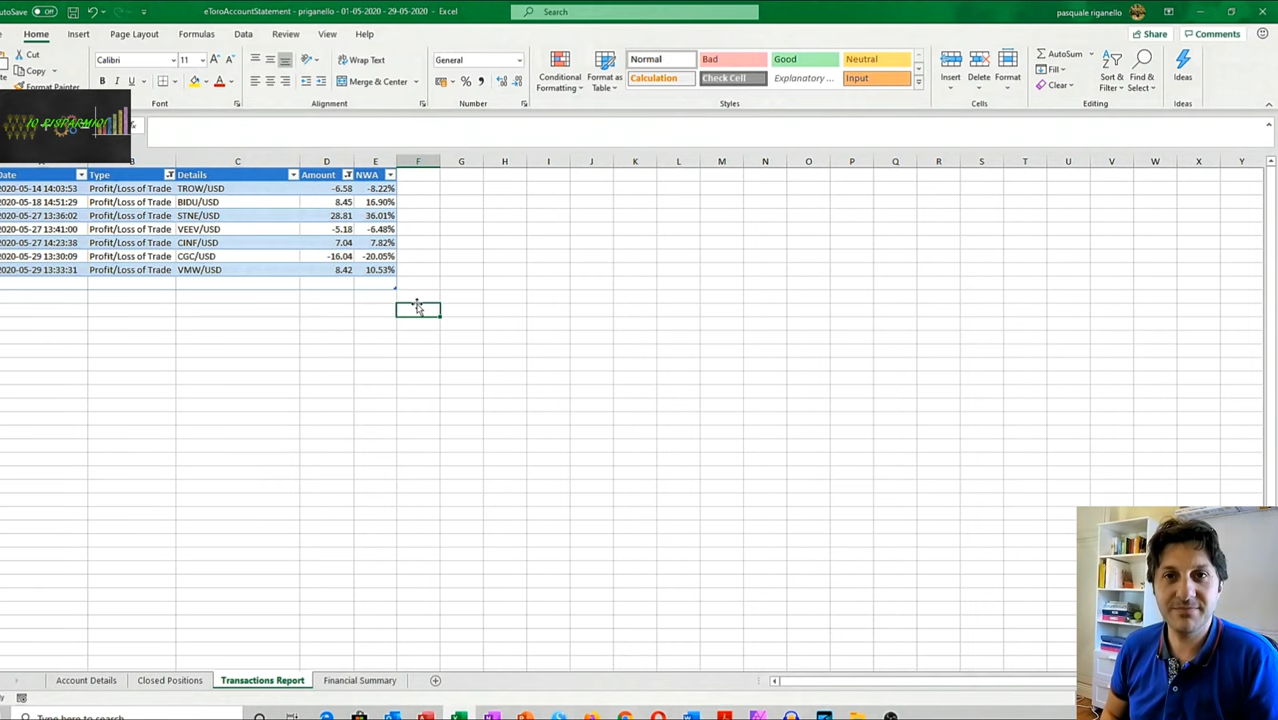 AutoSave Off
eToroAccountStatement - priganello - 01-05-2020 - 29-05-2020 - Excel
Search
pasquale riganello
Home Insert Page Layout Formulas Data Review View Help
Share Comments
Cut
Copy
Format Painter
Calibri 11
B I U
Wrap Text
Merge & Center
General
Conditional Formatting
Format as Table
Normal Bad Good Neutral
Calculation Check Cell Explanatory ... Input
Insert Delete Format
AutoSum
Fill
Clear
Sort & Filter
Find & Select
Ideas
Font Alignment Number Styles Cells Editing Ideas
IO RISPARMIO!
A B C D E F G H I J K L M N O P Q R S T U V W X Y
Date Type Details Amount NWA
2020-05-14 14:03:53 Profit/Loss of Trade TROW/USD -6.58 -8.22%
2020-05-18 14:51:29 Profit/Loss of Trade BIDU/USD 8.45 16.90%
2020-05-27 13:36:02 Profit/Loss of Trade STNE/USD 28.81 36.01%
2020-05-27 13:41:00 Profit/Loss of Trade VEEV/USD -5.18 -6.48%
2020-05-27 14:23:38 Profit/Loss of Trade CINF/USD 7.04 7.82%
2020-05-29 13:30:09 Profit/Loss of Trade CGC/USD -16.04 -20.05%
2020-05-29 13:33:31 Profit/Loss of Trade VMW/USD 8.42 10.53%
Account Details Closed Positions Transactions Report Financial Summary
Type here to search